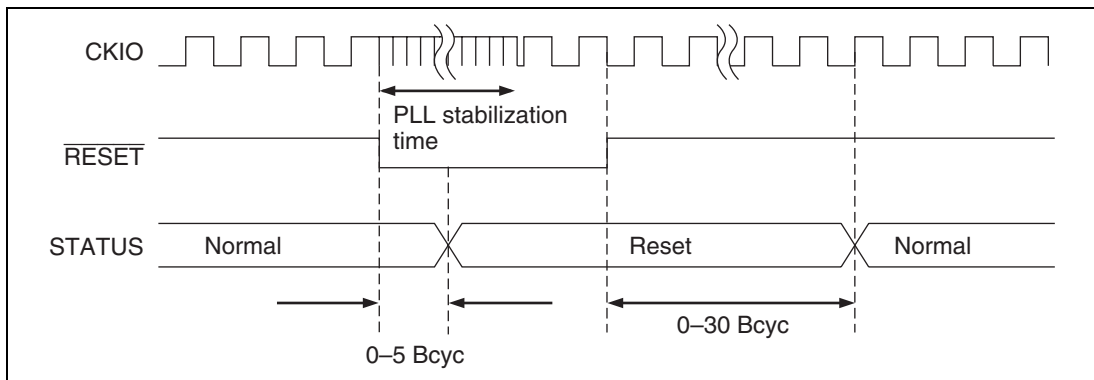 CKIO
PLL stabilization
time
RESET
STATUS
Normal
Reset
Normal
0–5 Bcyc
0–30 Bcyc